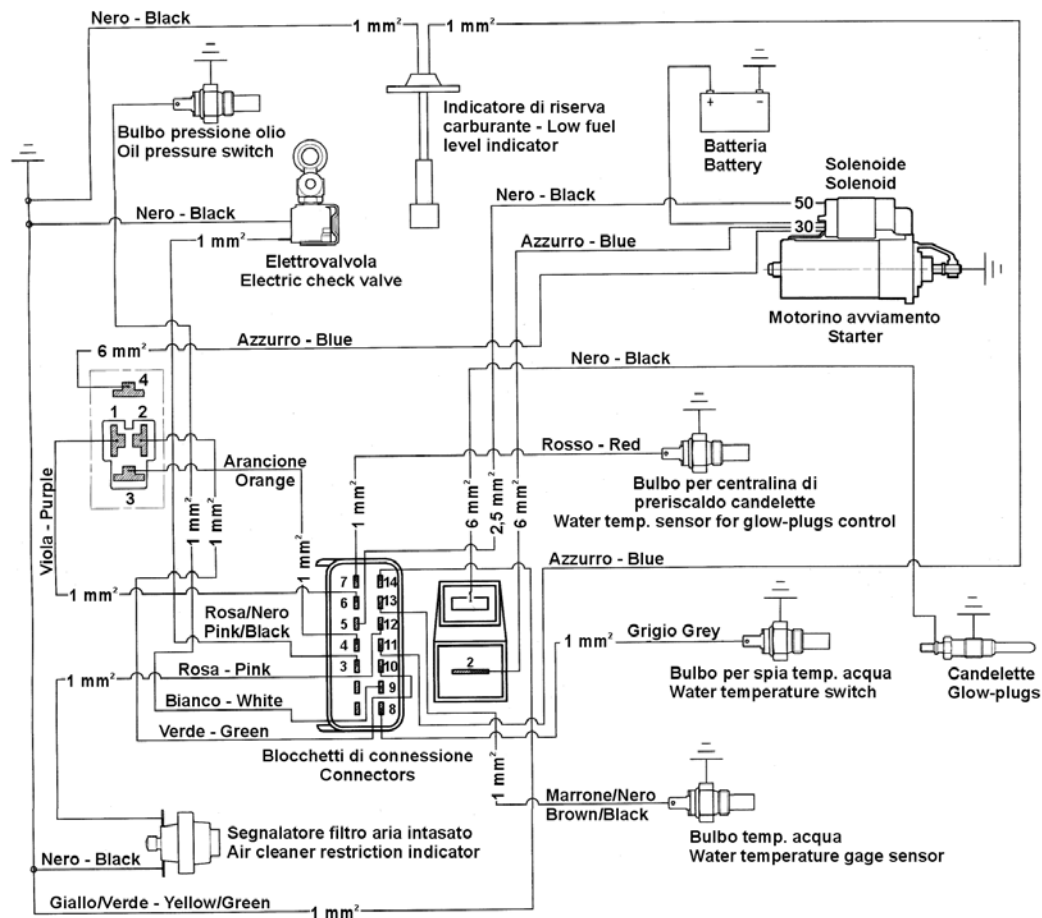 Nero - Black
1 mm²
1 mm²
Bulbo pressione olio
Oil pressure switch
Indicatore di riserva
carburante - Low fuel
level indicator
+
-
Batteria
Battery
Solenoide
Solenoid
Nero - Black
50
30
Nero - Black
1 mm²
Azzurro - Blue
Elettrovalvola
Electric check valve
Motorino avviamento
Starter
6 mm²
Azzurro - Blue
Nero - Black
4
1
2
3
Arancione
Orange
Rosso - Red
Bulbo per centralina di
preriscaldo candelette
Water temp. sensor for glow-plugs control
Viola - Purple
1 mm²
1 mm²
1 mm²
1 mm²
6 mm²
2,5 mm²
6 mm²
Azzurro - Blue
1 mm²
7
14
6
13
5
12
4
11
3
10
9
8
1
2
Rosa/Nero
Pink/Black
1 mm²
Rosa - Pink
Bianco - White
Verde - Green
1 mm²
Grigio Grey
Bulbo per spia temp. acqua
Water temperature switch
Candelette
Glow-plugs
Blocchetti di connessione
Connectors
1 mm²
Marrone/Nero
Brown/Black
Bulbo temp. acqua
Water temperature gage sensor
Segnalatore filtro aria intasato
Air cleaner restriction indicator
Nero - Black
Giallo/Verde - Yellow/Green
1 mm²